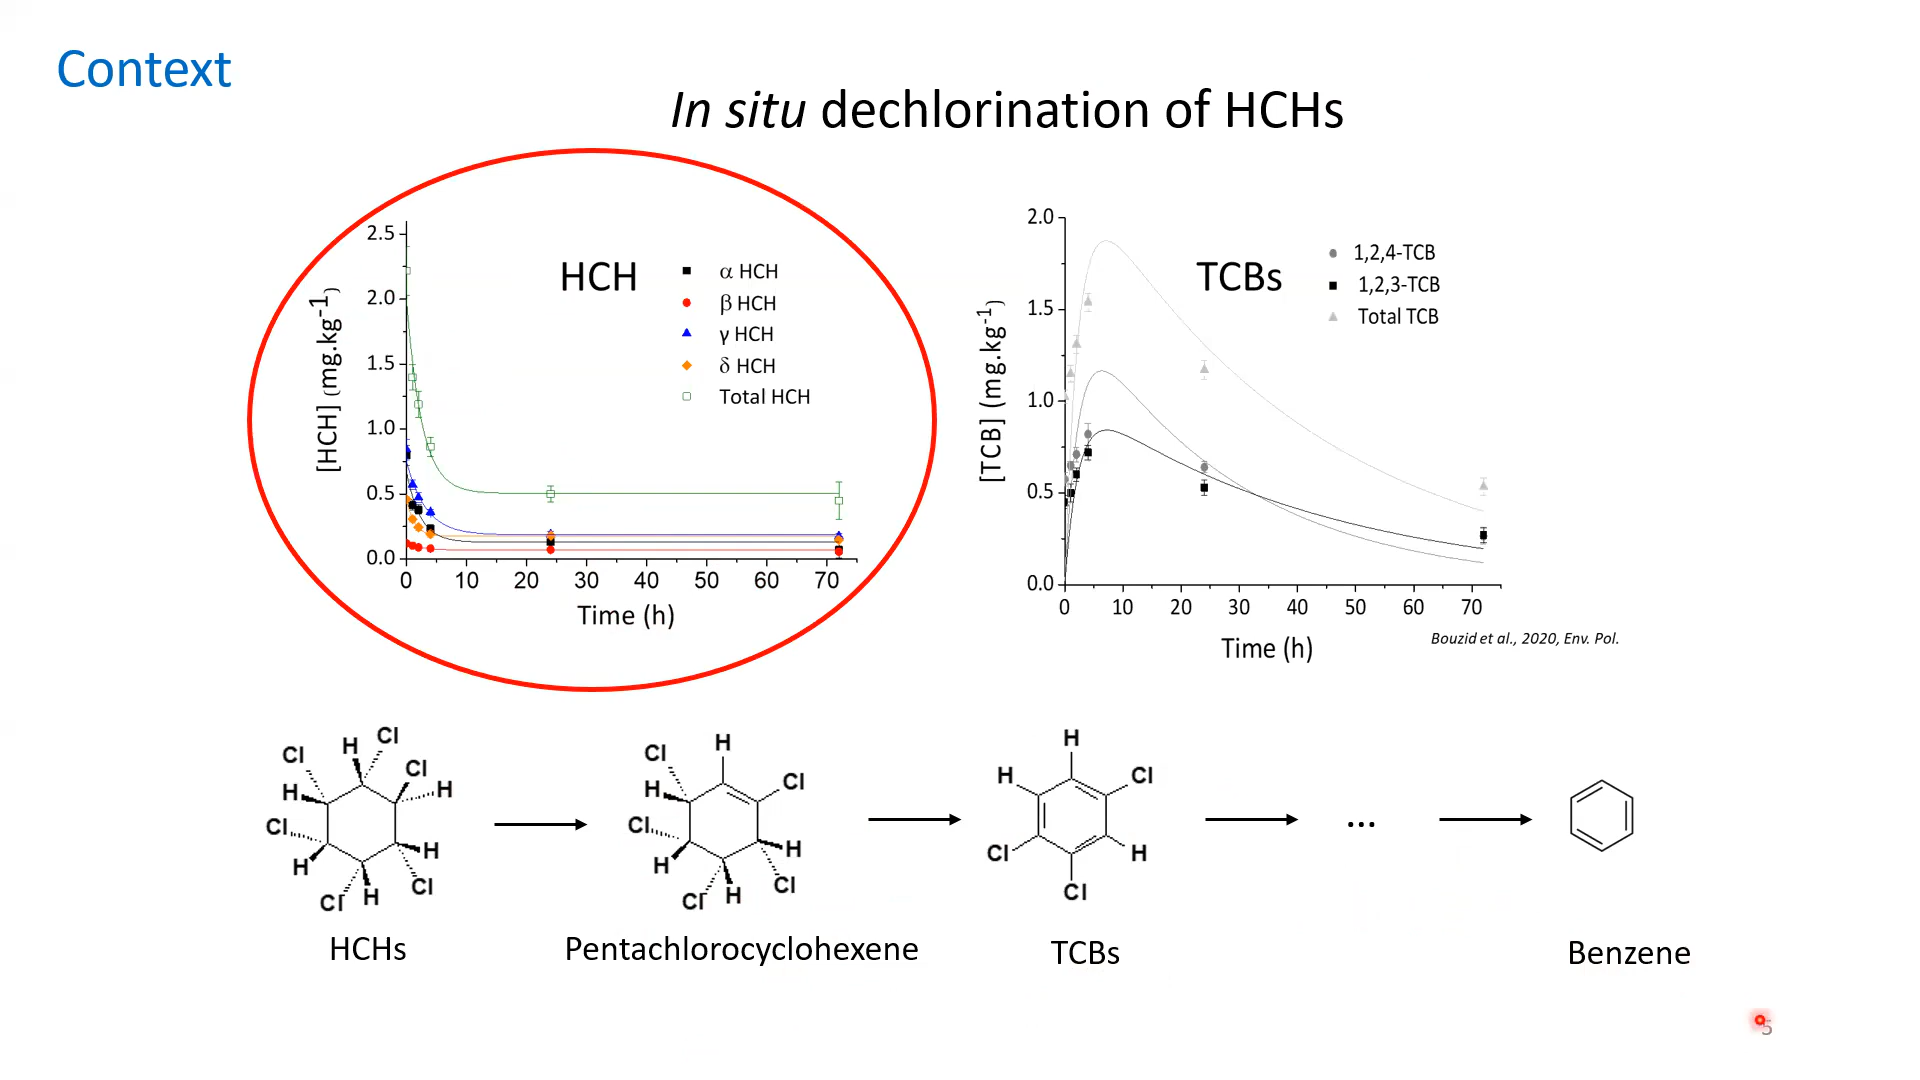 Context
In situ dechlorination of HCHs
HCH
α HCH
β HCH
γ HCH
δ HCH
Total HCH
[HCH] (mg.kg-1)
2.5
2.0
1.5
1.0
0.5
0.0
0 10 20 30 40 50 60 70
Time (h)
TCBs
1,2,4-TCB
1,2,3-TCB
Total TCB
[TCB] (mg.kg-1)
2.0
1.5
1.0
0.5
0.0
0 10 20 30 40 50 60 70
Time (h)
Bouzid et al., 2020, Env. Pol.
Cl H Cl
Cl H
H
Cl
H
H
Cl H Cl
Cl H
H Cl
Cl
H
H
Cl H Cl
H
H Cl
Cl H
Cl
...
HCHs
Pentachlorocyclohexene
TCBs
Benzene
5